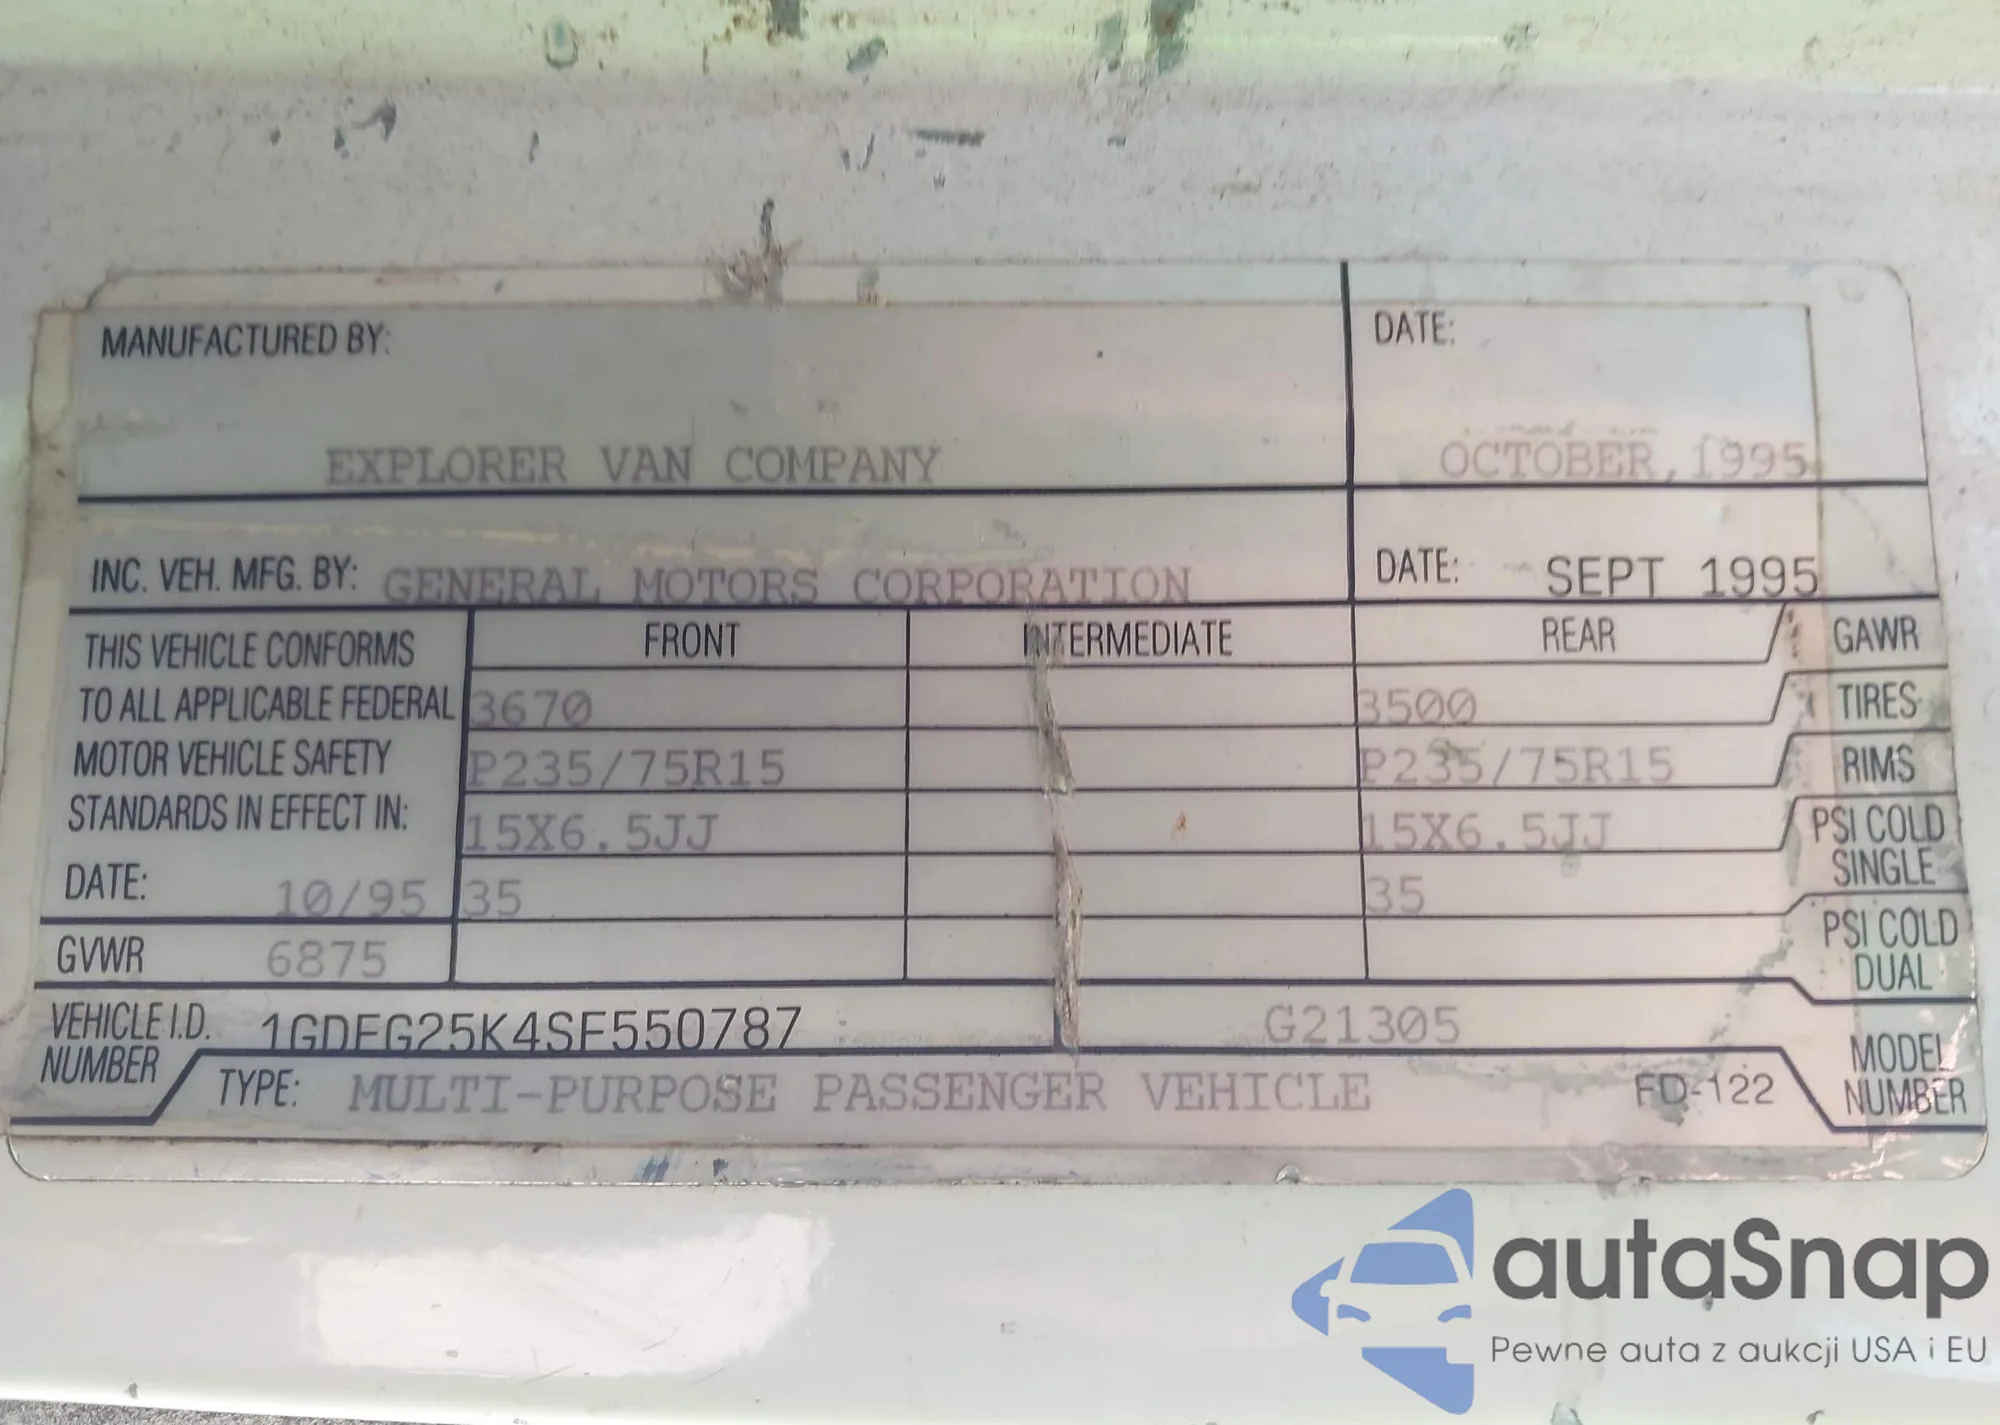 MANUFACTURED BY:
DATE:
EXPLORER VAN COMPANY
OCTOBER, 1995
INC. VEH. MFG. BY: GENERAL MOTORS CORPORATION
DATE: SEPT 1995
THIS VEHICLE CONFORMS
TO ALL APPLICABLE FEDERAL
MOTOR VEHICLE SAFETY
STANDARDS IN EFFECT IN:
DATE: 10/95
FRONT INTERMEDIATE REAR GAWR
3670 3500 TIRES
P235/75R15 P235/75R15 RIMS
15X6.5JJ 15X6.5JJ PSI COLD
SINGLE
35 35 PSI COLD
DUAL
GVWR 6875
VEHICLE I.D.
NUMBER
1GDFG25K4SF550787 G21305
MODEL
NUMBER
TYPE: MULTI-PURPOSE PASSENGER VEHICLE FD-122
autaSnap
Pewne auta z aukcji USA i EU